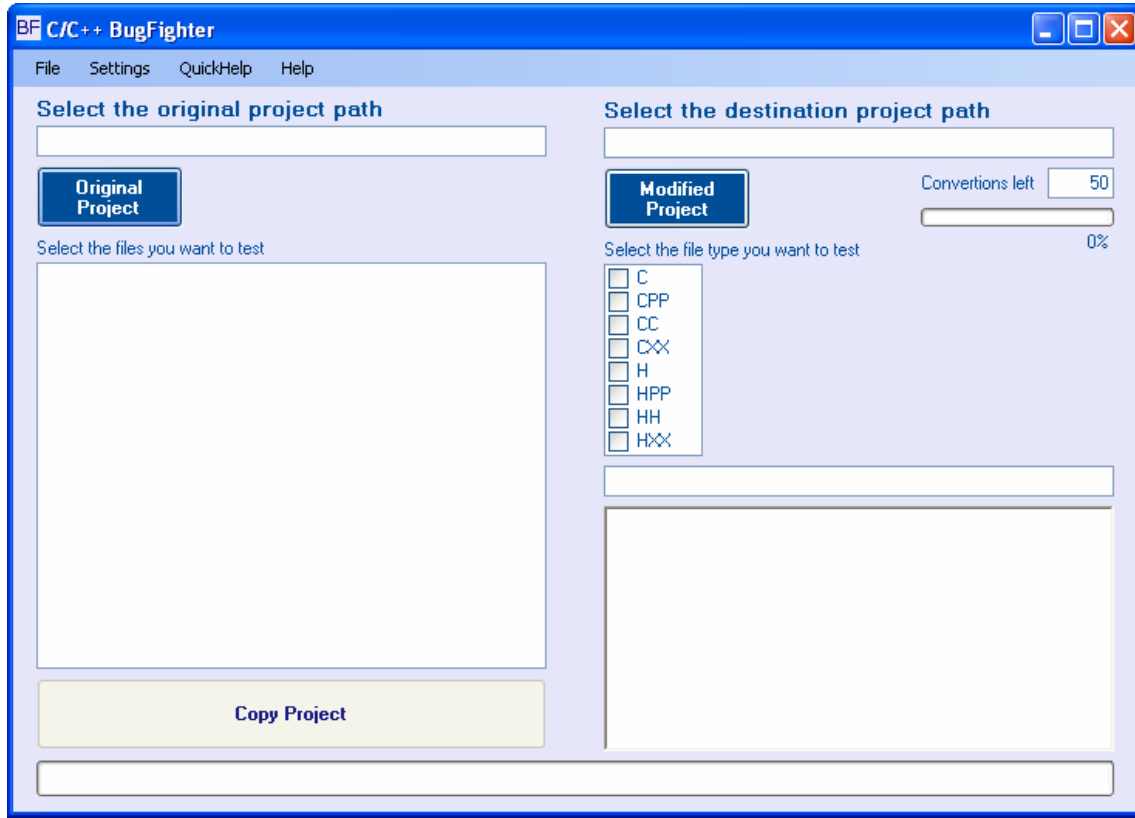 BF C/C++ BugFighter
File Settings QuickHelp Help
Select the original project path
Original
Project
Select the files you want to test
Copy Project
Select the destination project path
Modified
Project
Convertions left 50
0%
Select the file type you want to test
C
CPP
CC
CXX
H
HPP
HH
HXX